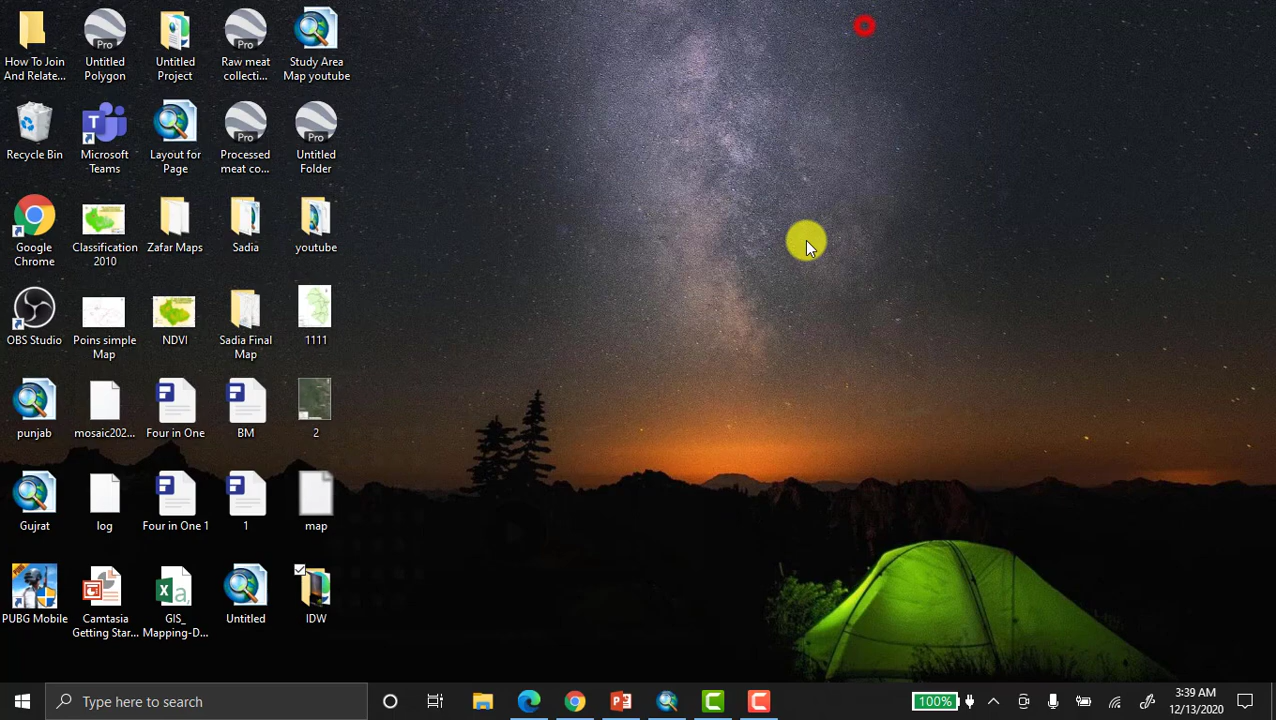 How To Join
And Relate...
Pro
Untitled
Polygon
Untitled
Project
Pro
Raw meat
collecti...
Study Area
Map youtube
Recycle Bin
T
Microsoft
Teams
Layout for
Page
Pro
Processed
meat co...
Pro
Untitled
Folder
Google
Chrome
Classification
2010
Zafar Maps
Sadia
youtube
OBS Studio
Poins simple
Map
NDVI
Sadia Final
Map
1111
punjab
mosaic202...
Four in One
BM
2
Gujrat
log
Four in One 1
1
map
PUBG Mobile
Camtasia
Getting Star...
GIS_
Mapping-D...
Untitled
IDW
Type here to search
100%
3:39 AM
12/13/2020